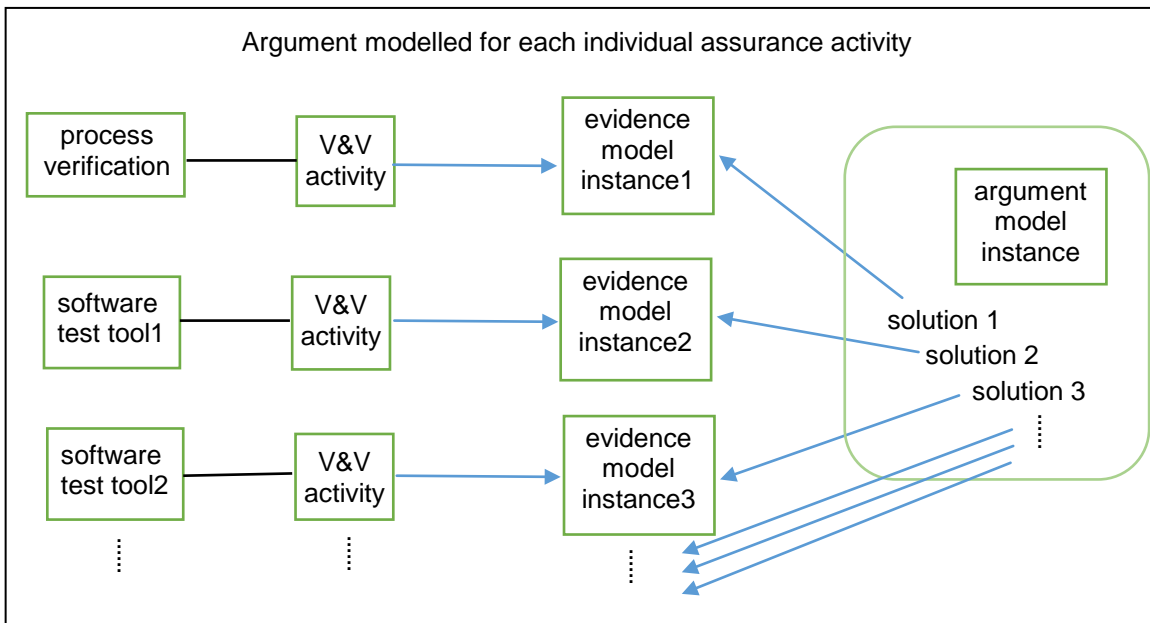 Argument modelled for each individual assurance activity
process
verification
V&V
activity
evidence
model
instance1
argument
model
instance
software
test tool1
V&V
activity
evidence
model
instance2
solution 1
solution 2
solution 3
software
test tool2
V&V
activity
evidence
model
instance3